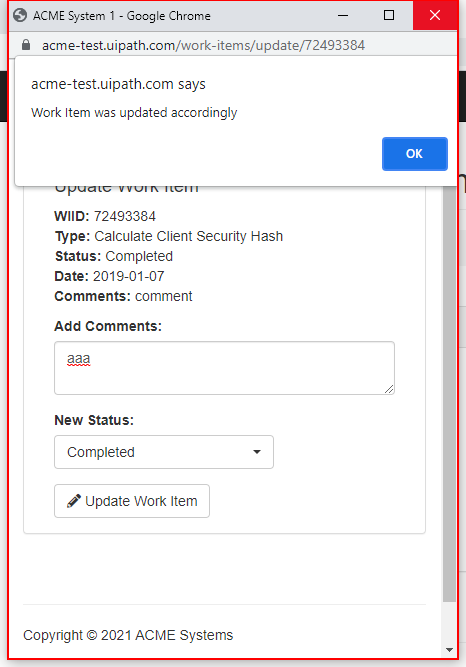 ACME System 1 - Google Chrome
acme-test.uipath.com/work-items/update/72493384
acme-test.uipath.com says
Work Item was updated accordingly
OK
Update Work Item
WIID: 72493384
Type: Calculate Client Security Hash
Status: Completed
Date: 2019-01-07
Comments: comment
Add Comments:
aaa
New Status:
Completed
Update Work Item
Copyright © 2021 ACME Systems